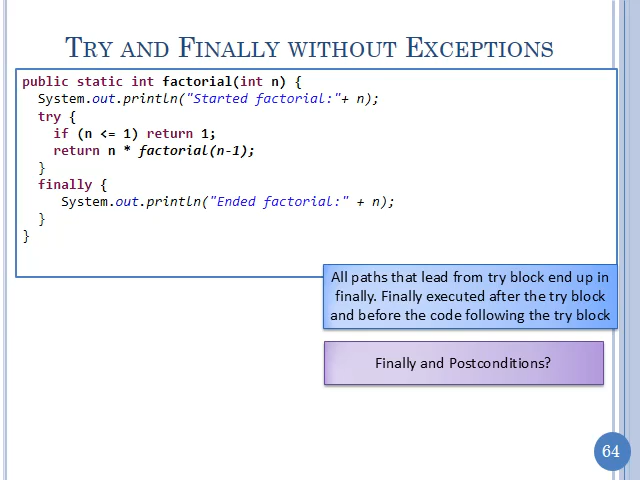 TRY AND FINALLY WITHOUT EXCEPTIONS
public static int factorial(int n) {
System.out.println("Started factorial:"+ n);
try {
if (n <= 1) return 1;
return n * factorial(n-1);
}
finally {
System.out.println("Ended factorial:" + n);
}
}
All paths that lead from try block end up in
finally. Finally executed after the try block
and before the code following the try block
Finally and Postconditions?
64